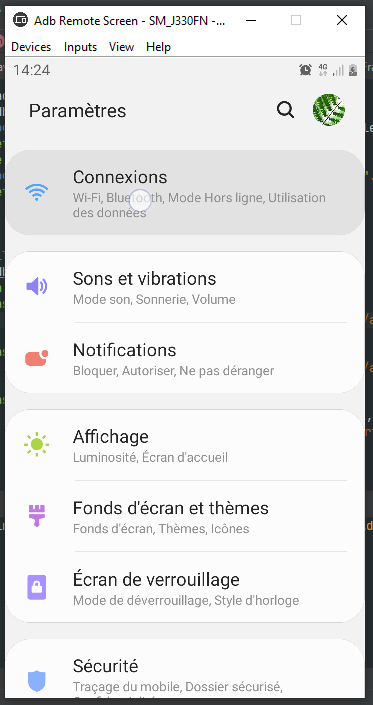 Adb Remote Screen - SM_J330FN -...
Devices Inputs View Help
14:24
4G
Paramètres
Connexions
Wi-Fi, Bluetooth, Mode Hors ligne, Utilisation
des données
Sons et vibrations
Mode son, Sonnerie, Volume
Notifications
Bloquer, Autoriser, Ne pas déranger
Affichage
Luminosité, Écran d'accueil
Fonds d'écran et thèmes
Fonds d'écran, Thèmes, Icônes
Écran de verrouillage
Mode de déverrouillage, Style d'horloge
Sécurité
Traçage du mobile, Dossier sécurisé,